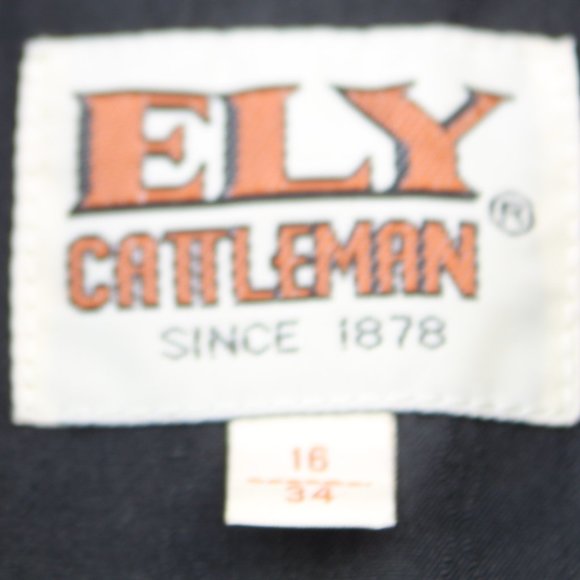 ELY
CATTLEMAN ®
SINCE 1878
16
34